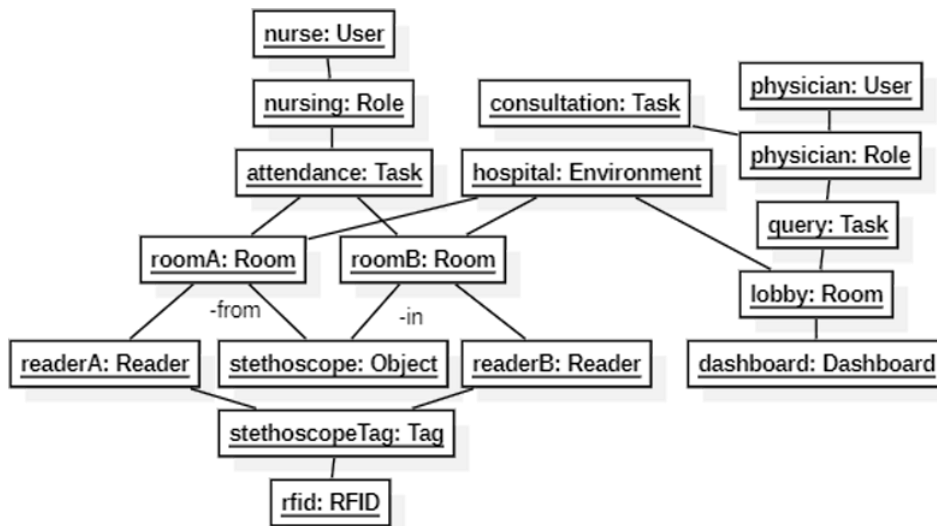 nurse: User
nursing: Role
consultation: Task
physician: User
physician: Role
attendance: Task
hospital: Environment
query: Task
roomA: Room
roomB: Room
lobby: Room
-from
-in
readerA: Reader
stethoscope: Object
readerB: Reader
dashboard: Dashboard
stethoscopeTag: Tag
rfid: RFID